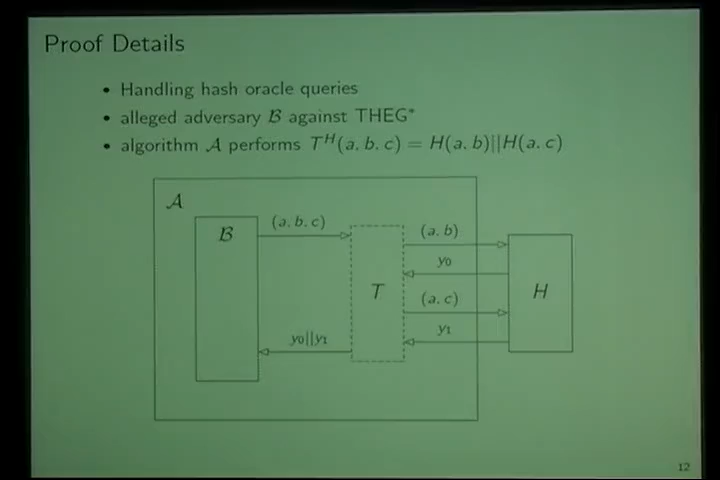 Proof Details
• Handling hash oracle queries
• alleged adversary B against THEG*
• algorithm A performs T^H(a, b, c) = H(a, b)||H(a, c)
A
B
(a, b, c)
(a, b)
y0
T
(a, c)
H
y1
y0||y1
12